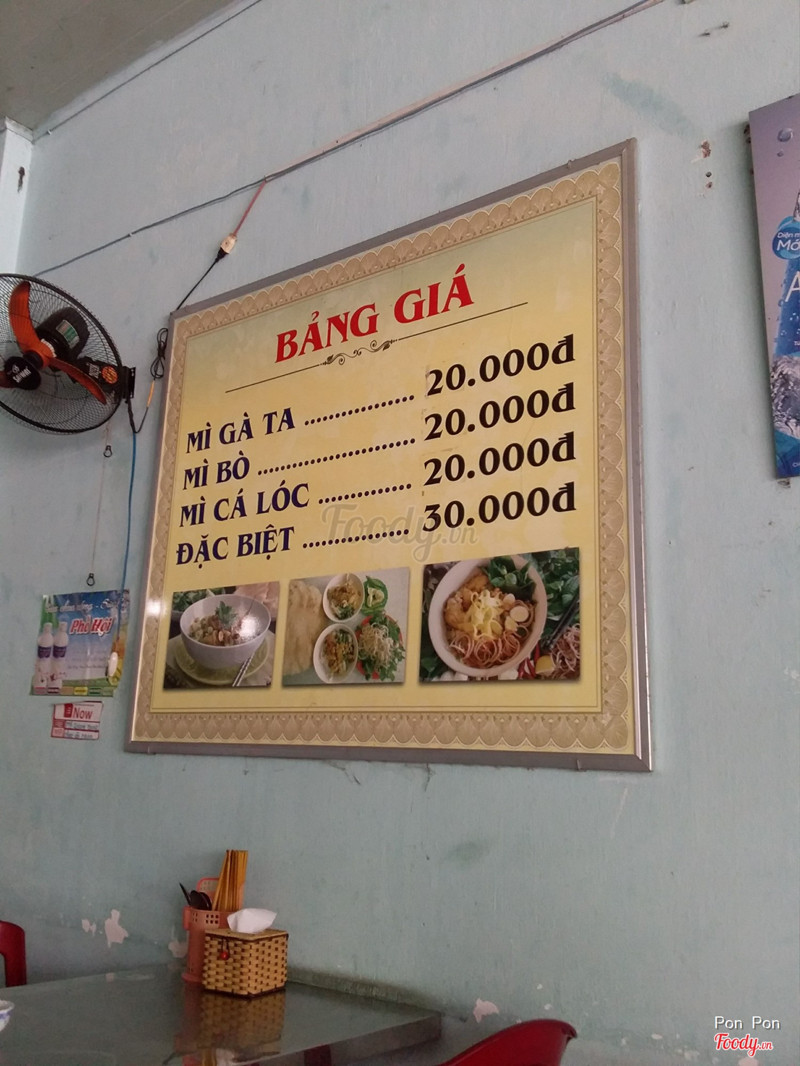 BẢNG GIÁ
MÌ GÀ TA ................ 20.000đ
MÌ BÒ ........................ 20.000đ
MÌ CÁ LÓC .............. 20.000đ
ĐẶC BIỆT ................ 30.000đ
Foody.vn
Phố Hội
Now
Pon Pon
Foody.vn